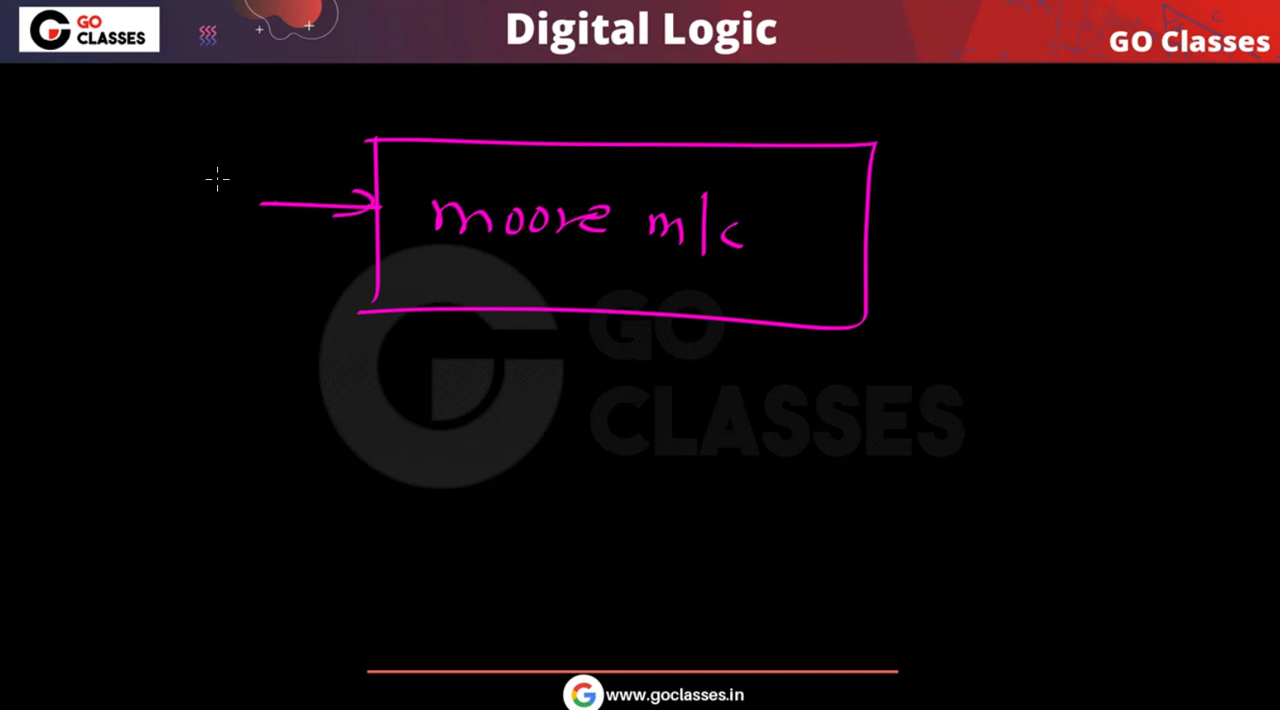 GO
CLASSES
Digital Logic
GO Classes
moore m/c
GO
CLASSES
www.goclasses.in